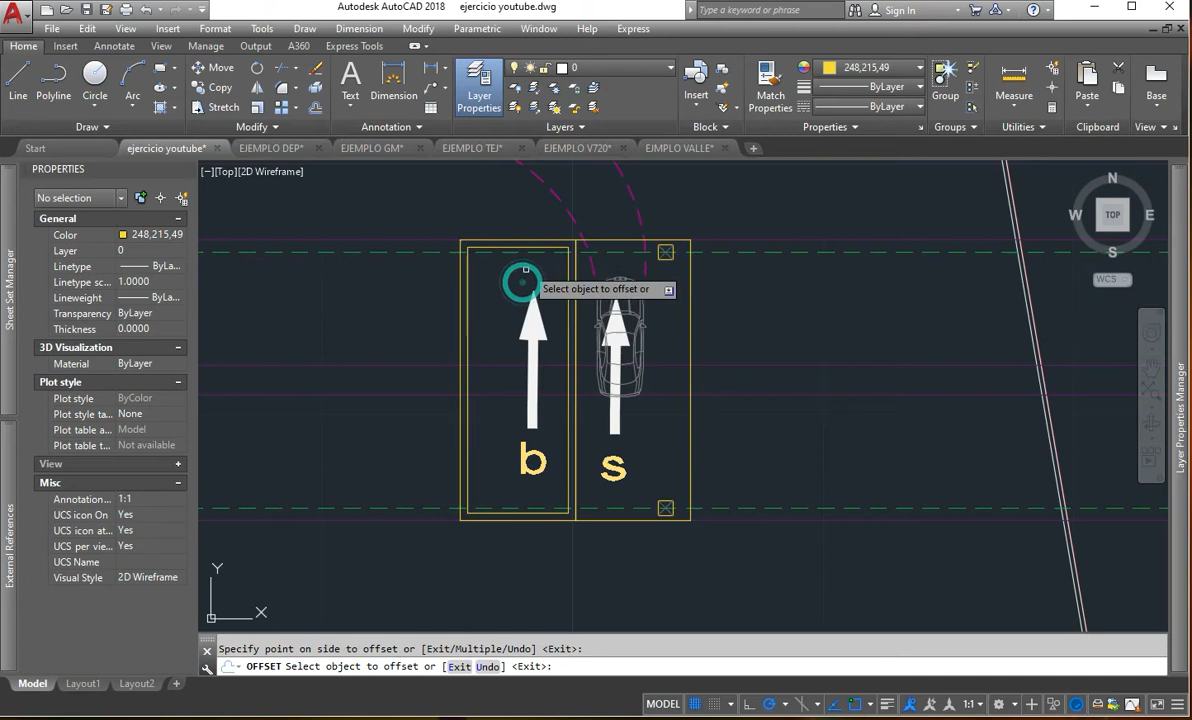 Autodesk AutoCAD 2018 ejercicio youtube.dwg
Type a keyword or phrase
Sign In
File Edit View Insert Format Tools Draw Dimension Modify Parametric Window Help Express
Home Insert Annotate View Manage Output A360 Express Tools
Line Polyline Circle Arc
Move
Copy
Stretch
Text Dimension
Layer Properties
0
Insert
Match Properties
248,215,49
ByLayer
ByLayer
Group
Measure
Paste
Base
Draw Modify Annotation Layers Block Properties Groups Utilities Clipboard View
Start ejercicio youtube* EJEMPLO DEP* EJEMPLO GM* EJEMPLO TEJ* EJEMPLO V720* EJEMPLO VALLE*
PROPERTIES
No selection
General
Color 248,215,49
Layer 0
Linetype ByLa...
Linetype sc... 1.0000
Lineweight ByLa...
Transparency ByLayer
Thickness 0.0000
3D Visualization
Material ByLayer
Plot style
Plot style ByColor
Plot style ta... None
Plot table a... Model
Plot table t... Not available
View
Misc
Annotation... 1:1
UCS icon On Yes
UCS icon at... Yes
UCS per vie... Yes
UCS Name
Visual Style 2D Wireframe
Sheet Set Manager
External References
Layer Properties Manager
[−][Top][2D Wireframe]
N
W TOP E
S
WCS
Select object to offset or
b s
Y
X
Specify point on side to offset or [Exit/Multiple/Undo] <Exit>:
OFFSET Select object to offset or [Exit Undo] <Exit>:
Model Layout1 Layout2
MODEL 1:1